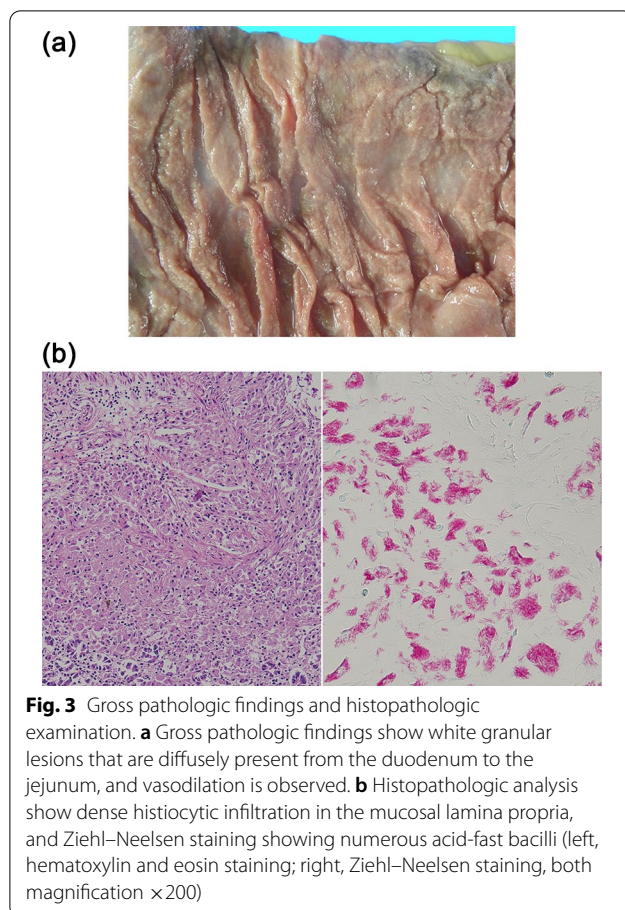 (a)
(b)
Fig. 3 Gross pathologic findings and histopathologic
examination. a Gross pathologic findings show white granular
lesions that are diffusely present from the duodenum to the
jejunum, and vasodilation is observed. b Histopathologic analysis
show dense histiocytic infiltration in the mucosal lamina propria,
and Ziehl–Neelsen staining showing numerous acid-fast bacilli (left,
hematoxylin and eosin staining; right, Ziehl–Neelsen staining, both
magnification ×200)